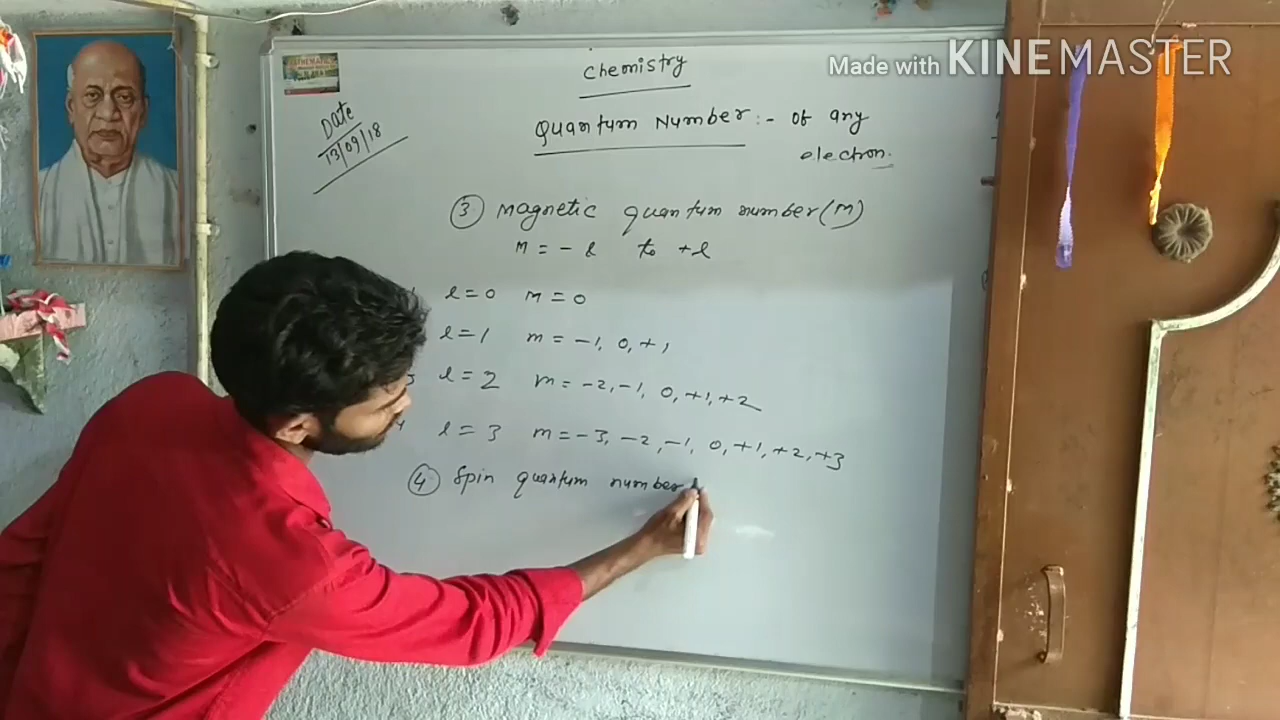 Made with KINEMASTER
Chemistry
Date
13/09/18
Quantum Number :- of any
electron.
③ Magnetic quantum number (M)
M = - l to + l
l = 0 m = 0
l = 1 m = -1, 0, +1
l = 2 m = -2, -1, 0, +1, +2
l = 3 m = -3, -2, -1, 0, +1, +2, +3
④ Spin quantum number